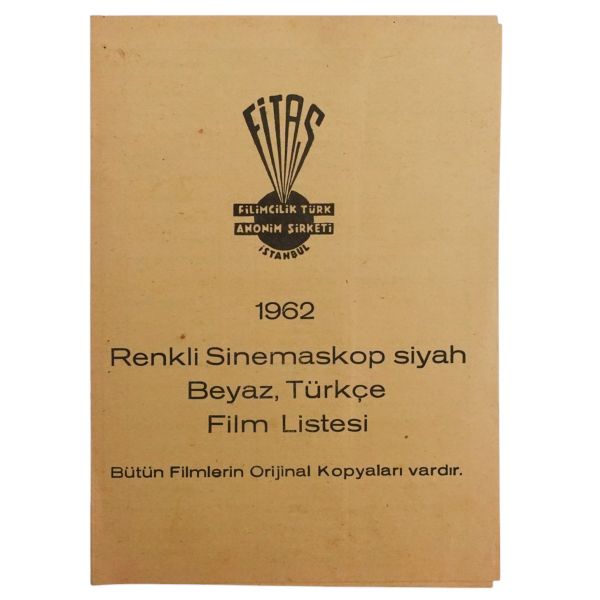 FİTAŞ
FİLİMCİLİK TÜRK
ANONİM ŞİRKETİ
İSTANBUL
1962
Renkli Sinemaskop siyah
Beyaz, Türkçe
Film Listesi
Bütün Filmlerin Orijinal Kopyaları vardır.